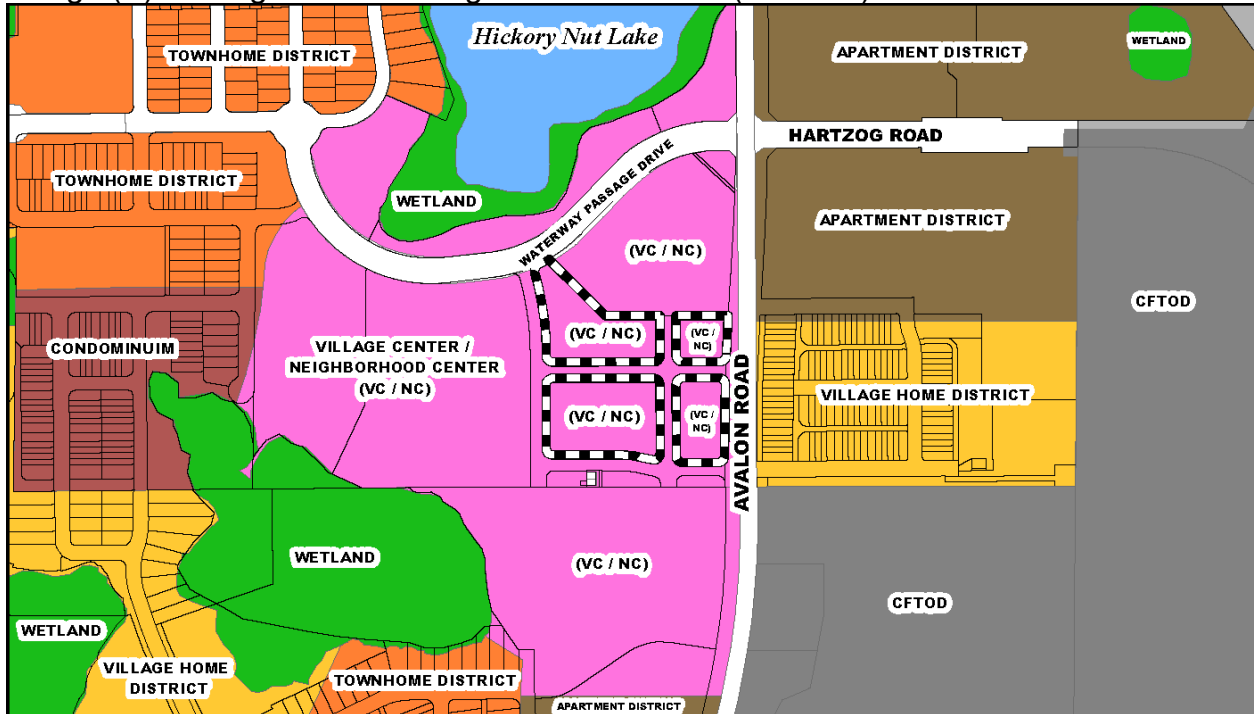 Hickory Nut Lake
TOWNHOME DISTRICT
APARTMENT DISTRICT
WETLAND
HARTZOG ROAD
TOWNHOME DISTRICT
WATERWAY PASSAGE DRIVE
WETLAND
APARTMENT DISTRICT
(VC / NC)
CFTOD
CONDOMINUIM
VILLAGE CENTER /
NEIGHBORHOOD CENTER
(VC / NC)
(VC / NC)
(VC /
NC)
VILLAGE HOME DISTRICT
(VC / NC)
(VC /
NC)
AVALON ROAD
WETLAND
(VC / NC)
CFTOD
WETLAND
VILLAGE HOME
DISTRICT
TOWNHOME DISTRICT
APARTMENT DISTRICT